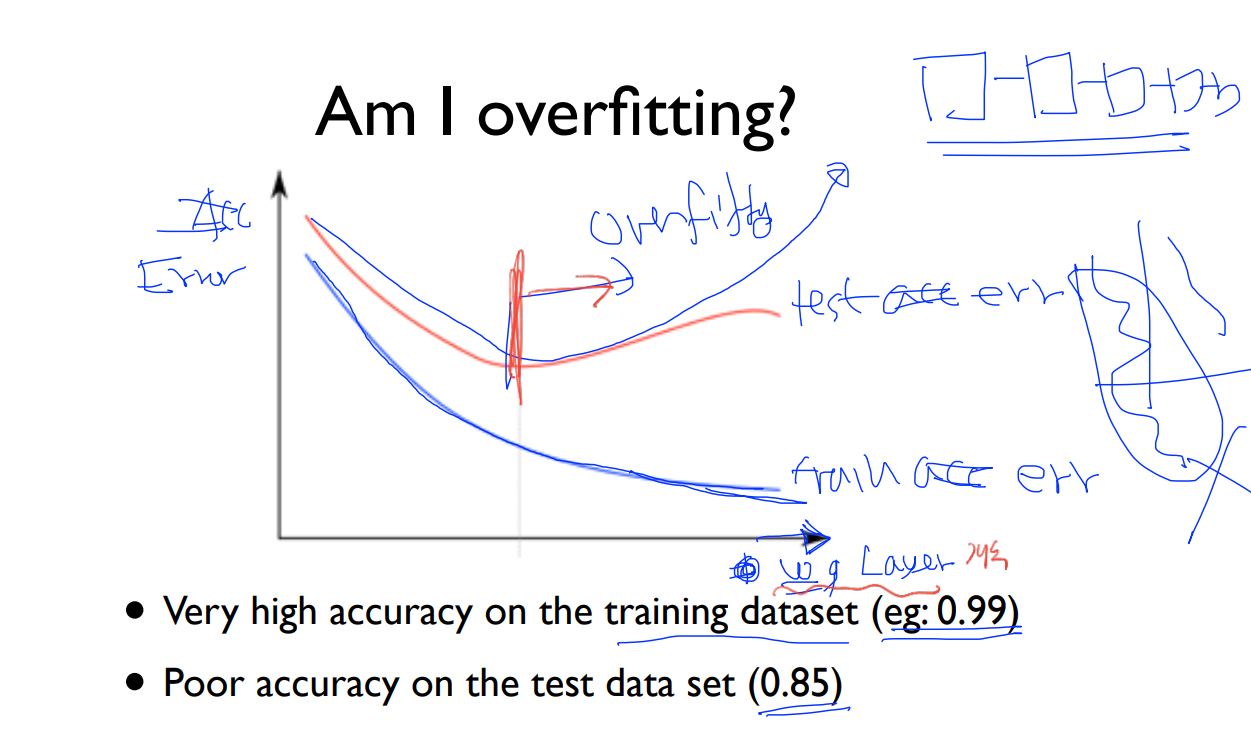 Am I overfitting?
Acc
Error
overfitting
test acc err
train acc err
w 의 Layer 개수
• Very high accuracy on the training dataset (eg: 0.99)
• Poor accuracy on the test data set (0.85)